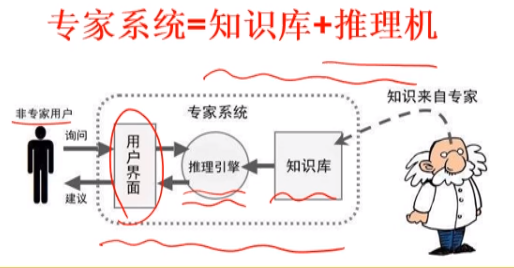 专家系统=知识库+推理机
专家系统
知识来自专家
非专家用户
询问
用户界面
推理引擎
知识库
建议